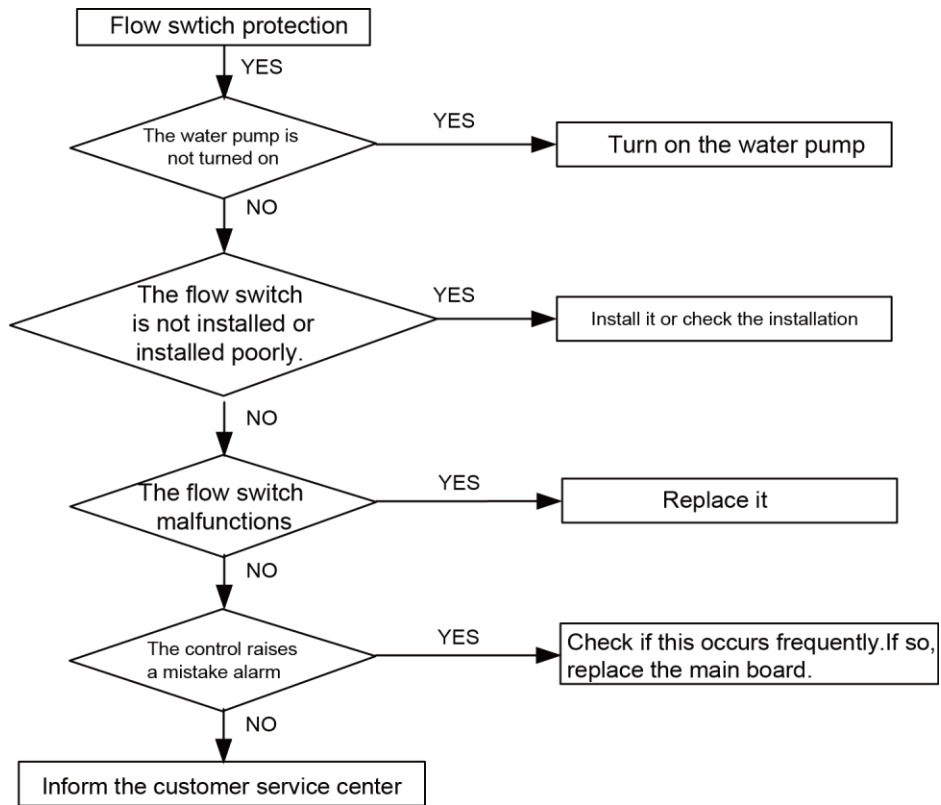 Flow swtich protection
YES
The water pump is
not turned on
YES
Turn on the water pump
NO
The flow switch
is not installed or
installed poorly.
YES
Install it or check the installation
NO
The flow switch
malfunctions
YES
Replace it
NO
The control raises
a mistake alarm
YES
Check if this occurs frequently.If so,
replace the main board.
NO
Inform the customer service center